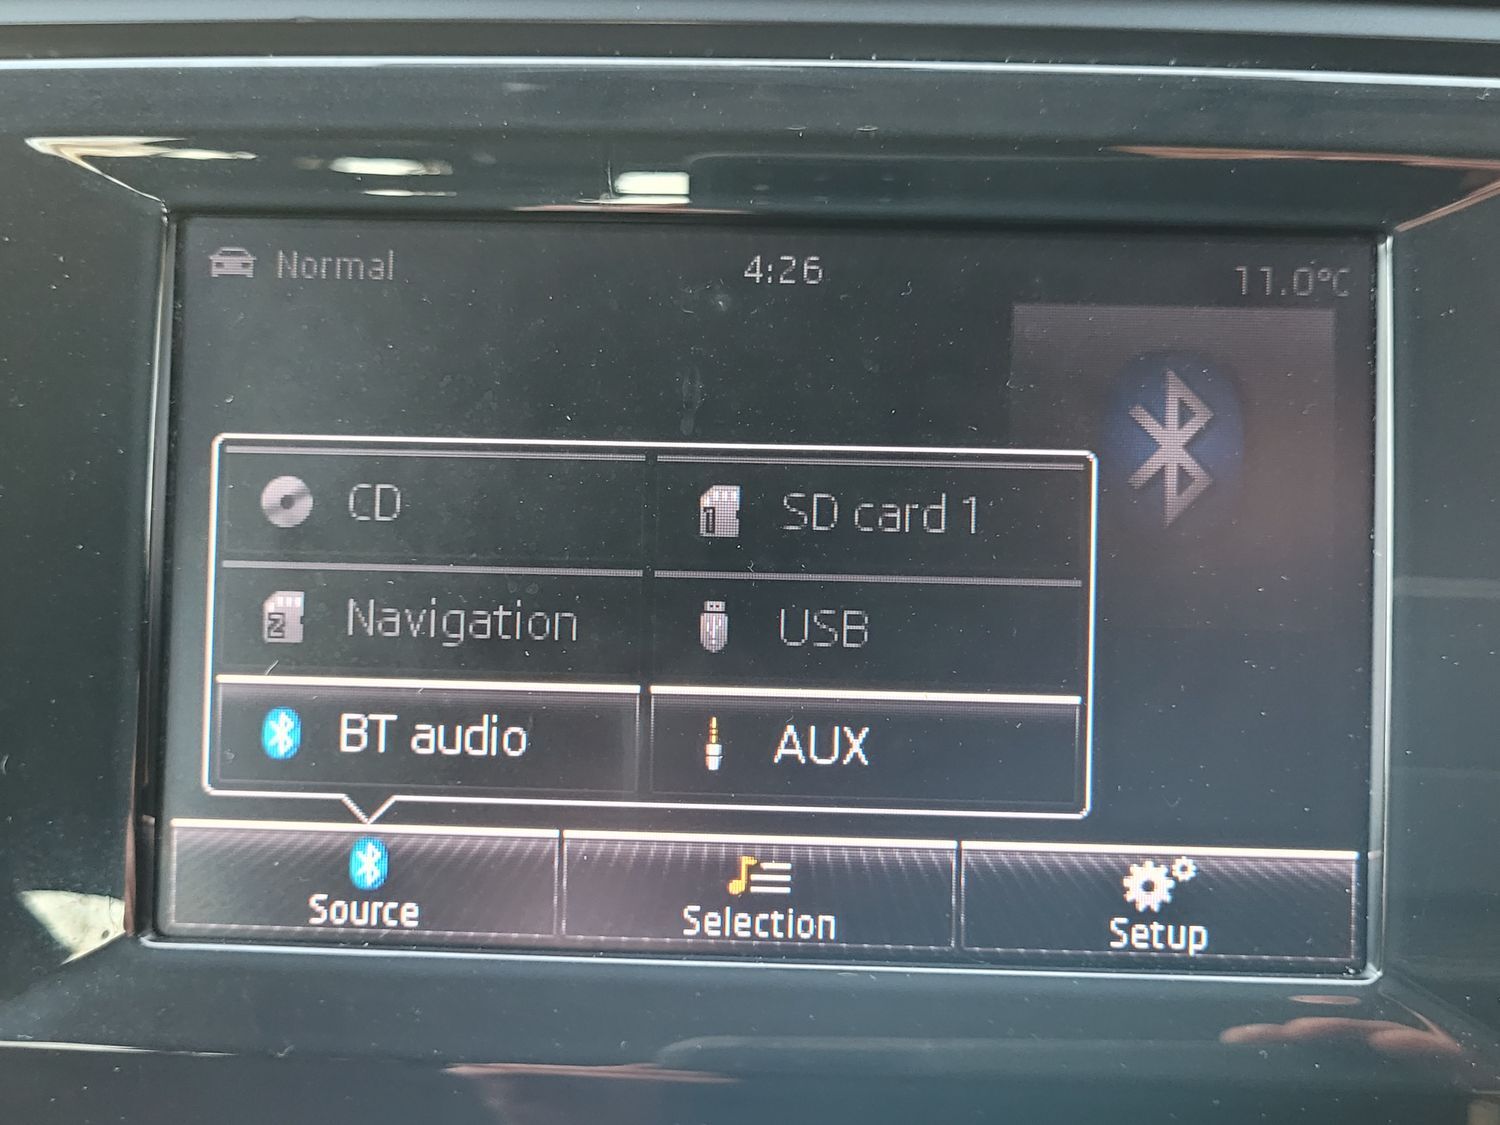 Normal 4:26 11.0°C
CD SD card 1
Navigation USB
BT audio AUX
Source Selection Setup